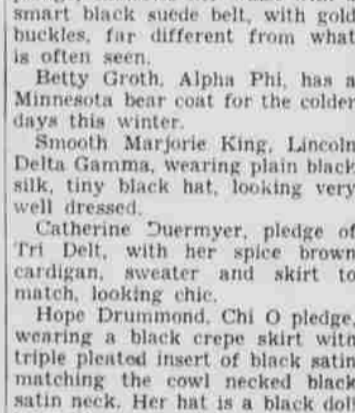 smart black suede belt, with gold
buckles, far different from what
is often seen.
Betty Groth, Alpha Phi, has a
Minnesota bear coat for the colder
days this winter.
Smooth Marjorie King, Lincoln
Delta Gamma, wearing plain black
silk, tiny black hat, looking very
well dressed.
Catherine Duermyer, pledge of
Tri Delt, with her spice brown
cardigan, sweater and skirt to
match, looking chic.
Hope Drummond, Chi O pledge,
wearing a black crepe skirt with
triple pleated insert of black satin
matching the cowl necked black
satin neck. Her hat is a black doll